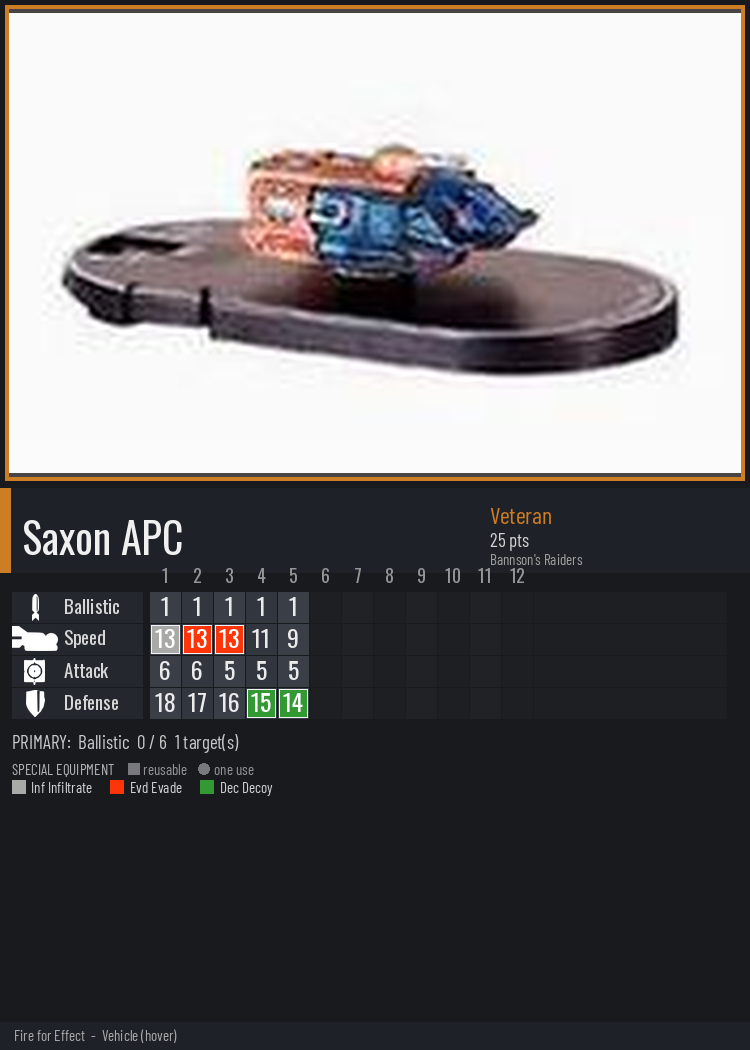 Saxon APC
Veteran
25 pts
Bannson's Raiders
1 2 3 4 5 6 7 8 9 10 11 12
Ballistic 1 1 1 1 1
Speed 13 13 13 11 9
Attack 6 6 5 5 5
Defense 18 17 16 15 14
PRIMARY: Ballistic 0 / 6 1 target(s)
SPECIAL EQUIPMENT reusable one use
Inf Infiltrate Evd Evade Dec Decoy
Fire for Effect - Vehicle (hover)